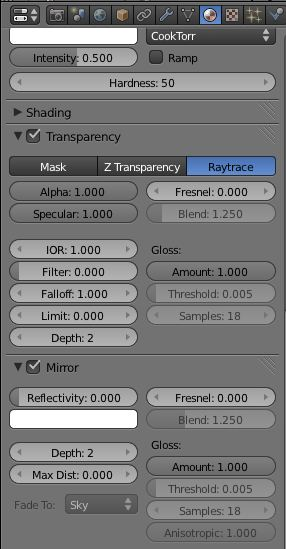 CookTorr
Intensity: 0.500
Ramp
Hardness: 50
Shading
Transparency
Mask
Z Transparency
Raytrace
Alpha: 1.000
Fresnel: 0.000
Specular: 1.000
Blend: 1.250
IOR: 1.000
Gloss:
Filter: 0.000
Amount: 1.000
Falloff: 1.000
Threshold: 0.005
Limit: 0.000
Samples: 18
Depth: 2
Mirror
Reflectivity: 0.000
Fresnel: 0.000
Blend: 1.250
Gloss:
Depth: 2
Amount: 1.000
Max Dist: 0.000
Threshold: 0.005
Fade To:
Sky
Samples: 18
Anisotropic: 1.000